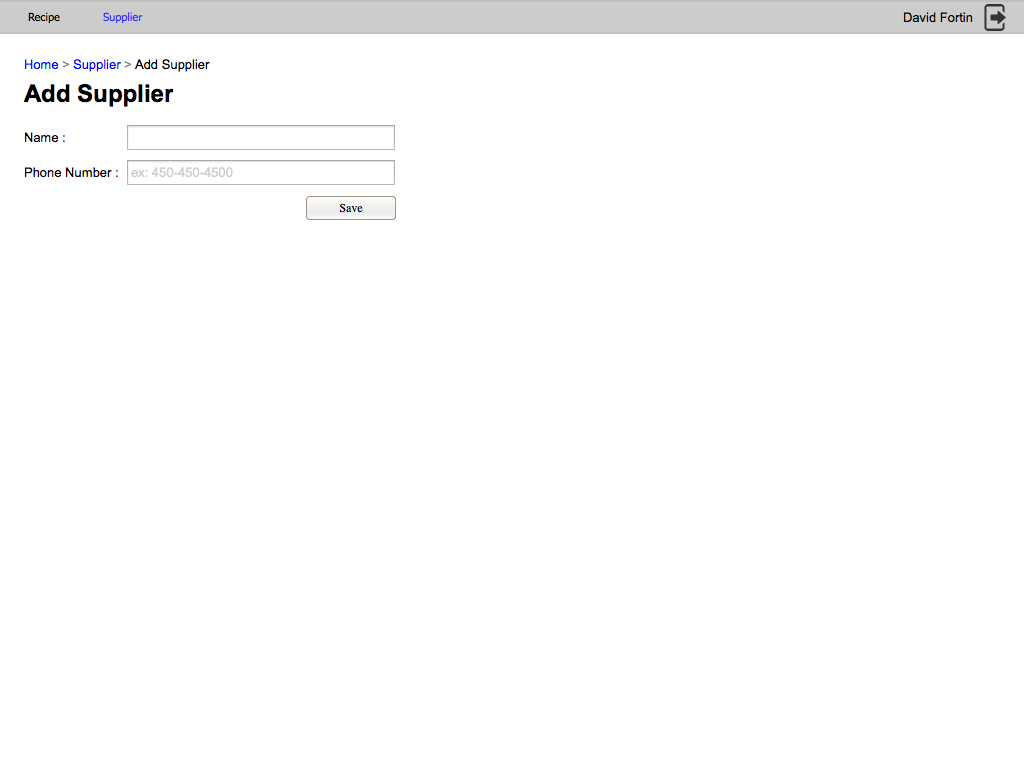 Recipe Supplier David Fortin
Home > Supplier > Add Supplier
Add Supplier
Name :
Phone Number : ex: 450-450-4500
Save